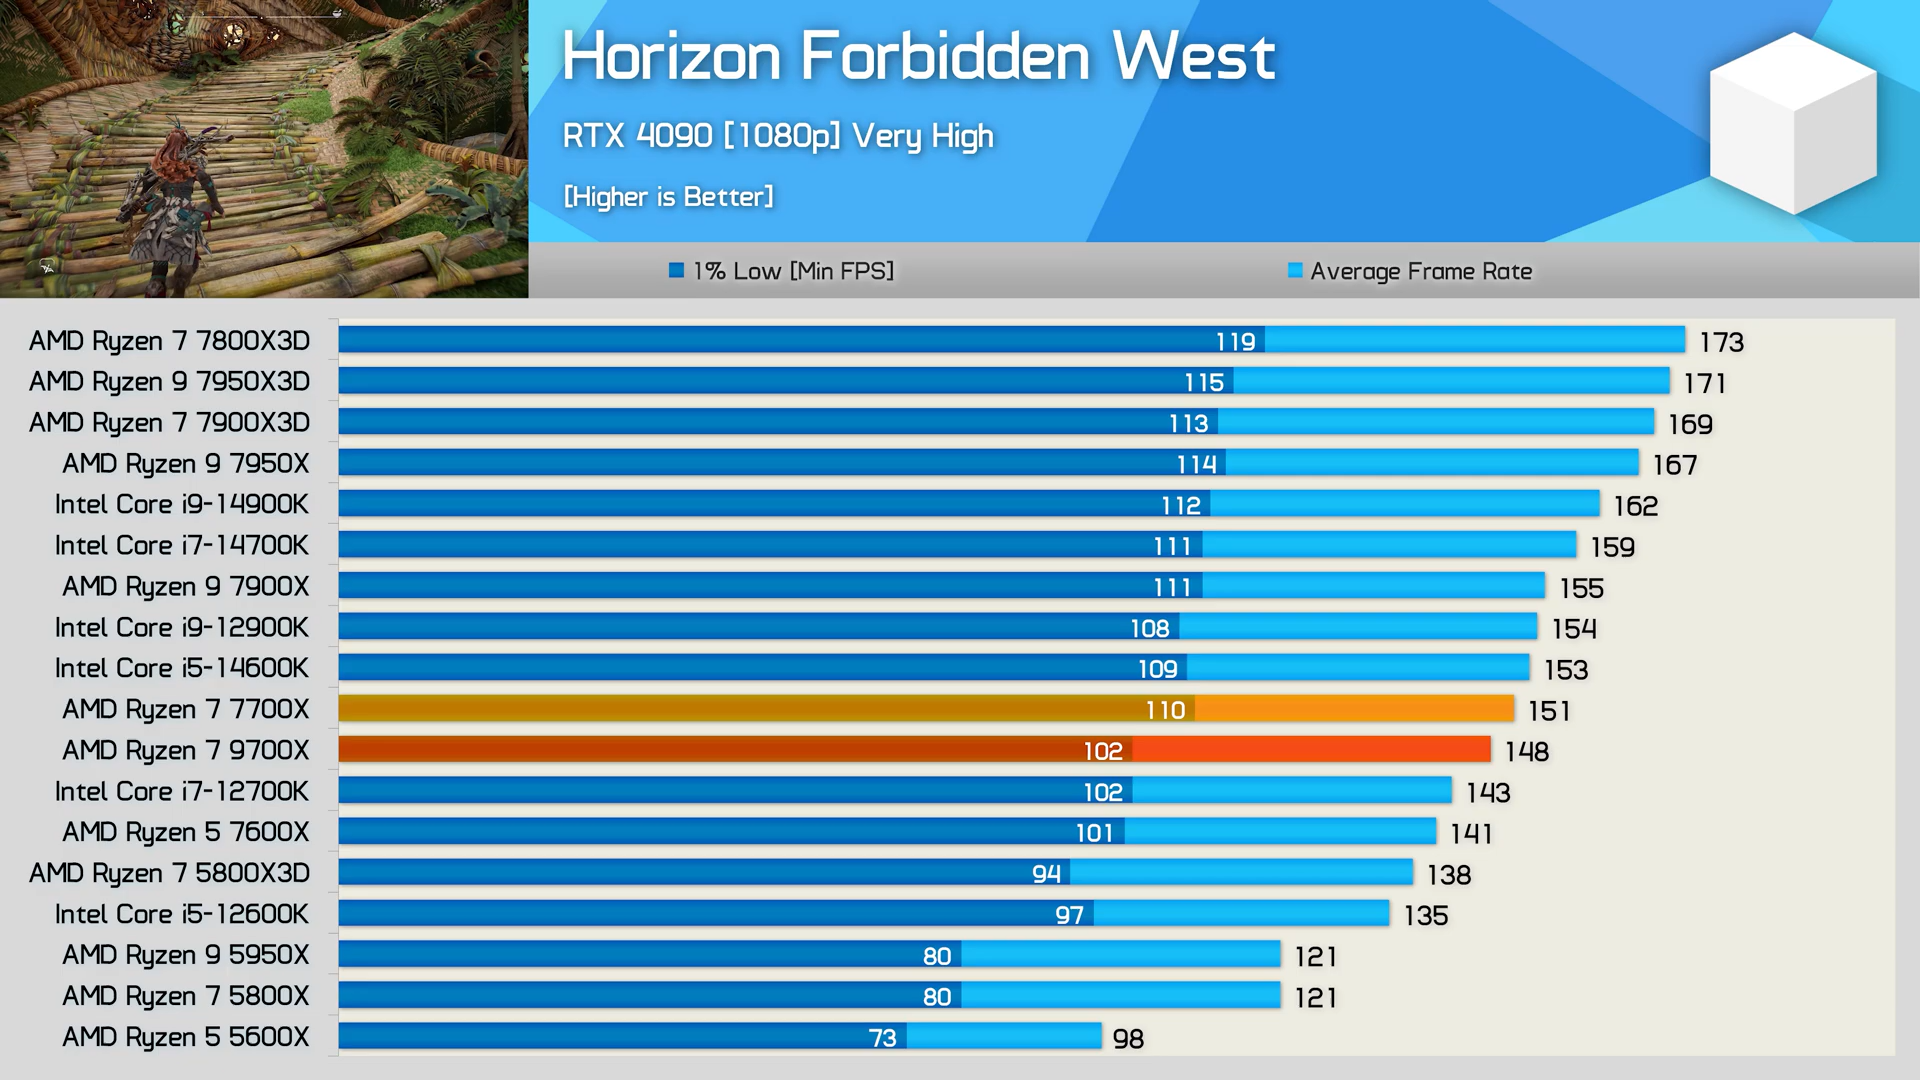 Horizon Forbidden West
RTX 4090 [1080p] Very High
[Higher is Better]
1% Low [Min FPS] Average Frame Rate
AMD Ryzen 7 7800X3D 119 173
AMD Ryzen 9 7950X3D 115 171
AMD Ryzen 7 7900X3D 113 169
AMD Ryzen 9 7950X 114 167
Intel Core i9-14900K 112 162
Intel Core i7-14700K 111 159
AMD Ryzen 9 7900X 111 155
Intel Core i9-12900K 108 154
Intel Core i5-14600K 109 153
AMD Ryzen 7 7700X 110 151
AMD Ryzen 7 9700X 102 148
Intel Core i7-12700K 102 143
AMD Ryzen 5 7600X 101 141
AMD Ryzen 7 5800X3D 94 138
Intel Core i5-12600K 97 135
AMD Ryzen 9 5950X 80 121
AMD Ryzen 7 5800X 80 121
AMD Ryzen 5 5600X 73 98